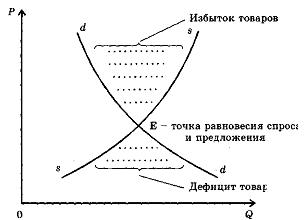 P
Избыток товаров
d
s
E – точка равновесия спроса
и предложения
s
d
Дефицит товар
0
Q